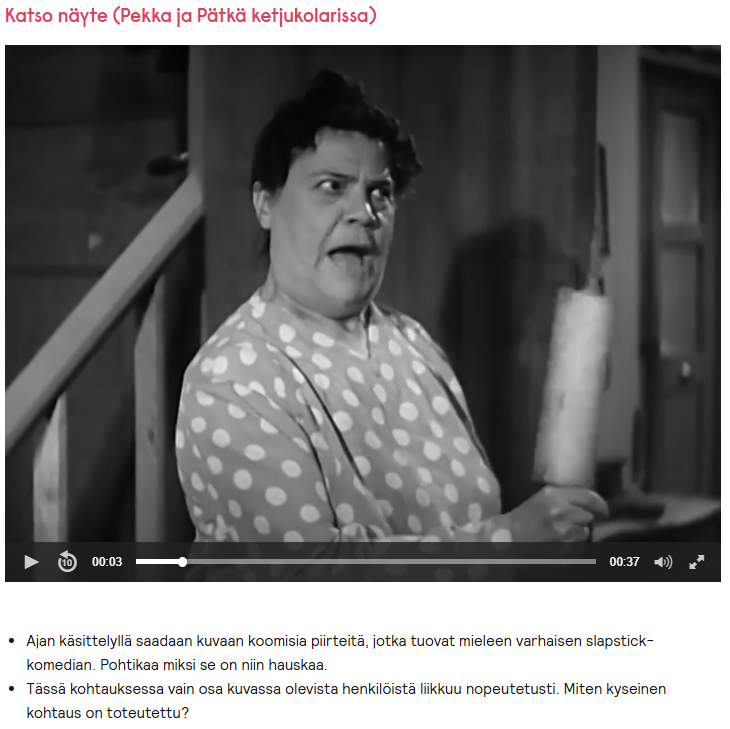 Katso näyte (Pekka ja Pätkä ketjukolarissa)
10
00:03
00:37
Ajan käsittelyllä saadaan kuvaan koomisia piirteitä, jotka tuovat mieleen varhaisen slapstick-
komedian. Pohtikaa miksi se on niin hauskaa.
Tässä kohtauksessa vain osa kuvassa olevista henkilöistä liikkuu nopeutetusti. Miten kyseinen
kohtaus on toteutettu?